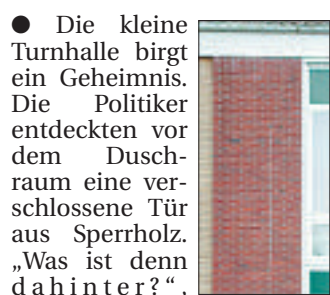 ● Die kleine
Turnhalle birgt
ein Geheimnis.
Die Politiker
entdeckten vor
dem Dusch-
raum eine ver-
schlossene Tür
aus Sperrholz.
„Was ist denn
dahinter?“,